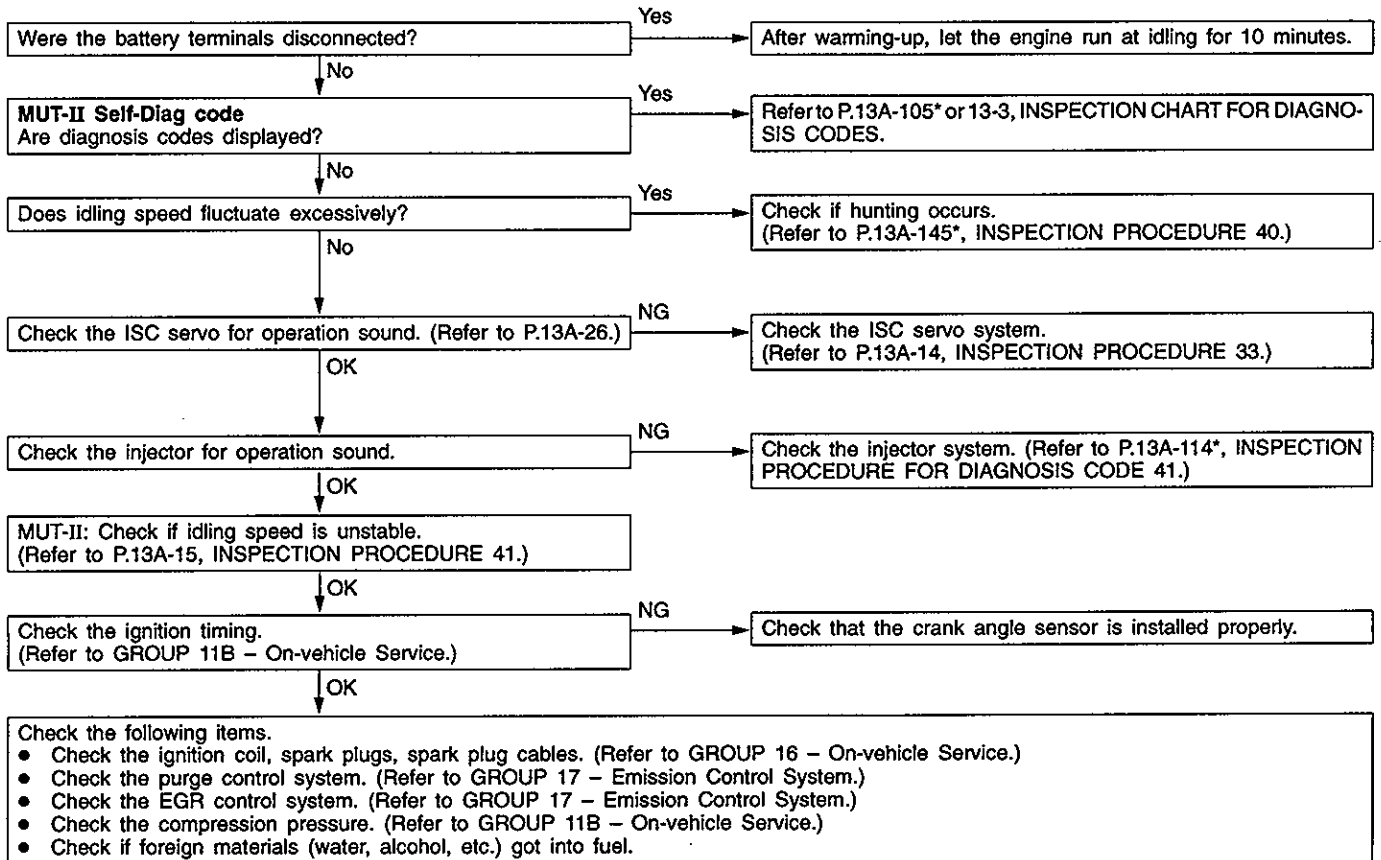 Were the battery terminals disconnected?
Yes
After warming-up, let the engine run at idling for 10 minutes.
No
MUT-II Self-Diag code
Are diagnosis codes displayed?
Yes
Refer to P.13A-105* or 13-3, INSPECTION CHART FOR DIAGNO-
SIS CODES.
No
Does idling speed fluctuate excessively?
Yes
Check if hunting occurs.
(Refer to P.13A-145*, INSPECTION PROCEDURE 40.)
No
Check the ISC servo for operation sound. (Refer to P.13A-26.)
NG
Check the ISC servo system.
(Refer to P.13A-14, INSPECTION PROCEDURE 33.)
OK
Check the injector for operation sound.
NG
Check the injector system. (Refer to P.13A-114*, INSPECTION
PROCEDURE FOR DIAGNOSIS CODE 41.)
OK
MUT-II: Check if idling speed is unstable.
(Refer to P.13A-15, INSPECTION PROCEDURE 41.)
OK
Check the ignition timing.
(Refer to GROUP 11B – On-vehicle Service.)
NG
Check that the crank angle sensor is installed properly.
OK
Check the following items.
● Check the ignition coil, spark plugs, spark plug cables. (Refer to GROUP 16 – On-vehicle Service.)
● Check the purge control system. (Refer to GROUP 17 – Emission Control System.)
● Check the EGR control system. (Refer to GROUP 17 – Emission Control System.)
● Check the compression pressure. (Refer to GROUP 11B – On-vehicle Service.)
● Check if foreign materials (water, alcohol, etc.) got into fuel.